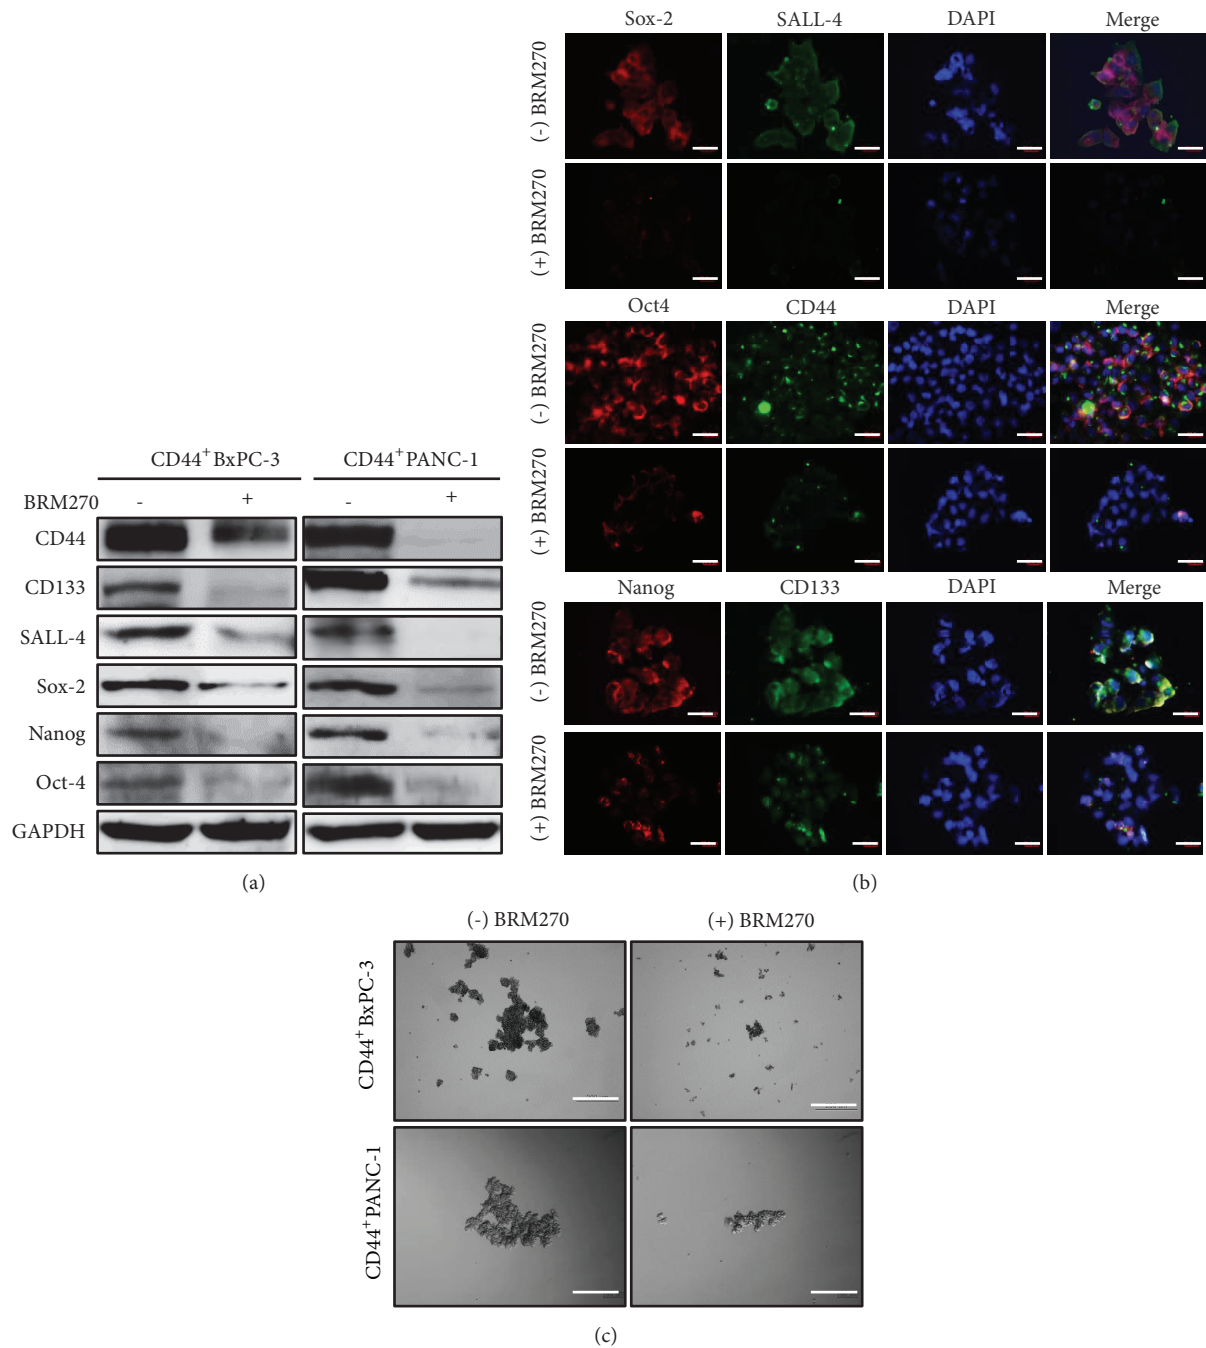 CD44⁺BxPC-3 CD44⁺PANC-1
BRM270 - + - +
CD44
CD133
SALL-4
Sox-2
Nanog
Oct-4
GAPDH
(a)
Sox-2 SALL-4 DAPI Merge
(-) BRM270
(+) BRM270
Oct4 CD44 DAPI Merge
(-) BRM270
(+) BRM270
Nanog CD133 DAPI Merge
(-) BRM270
(+) BRM270
(b)
(-) BRM270 (+) BRM270
CD44⁺BxPC-3
CD44⁺PANC-1
(c)